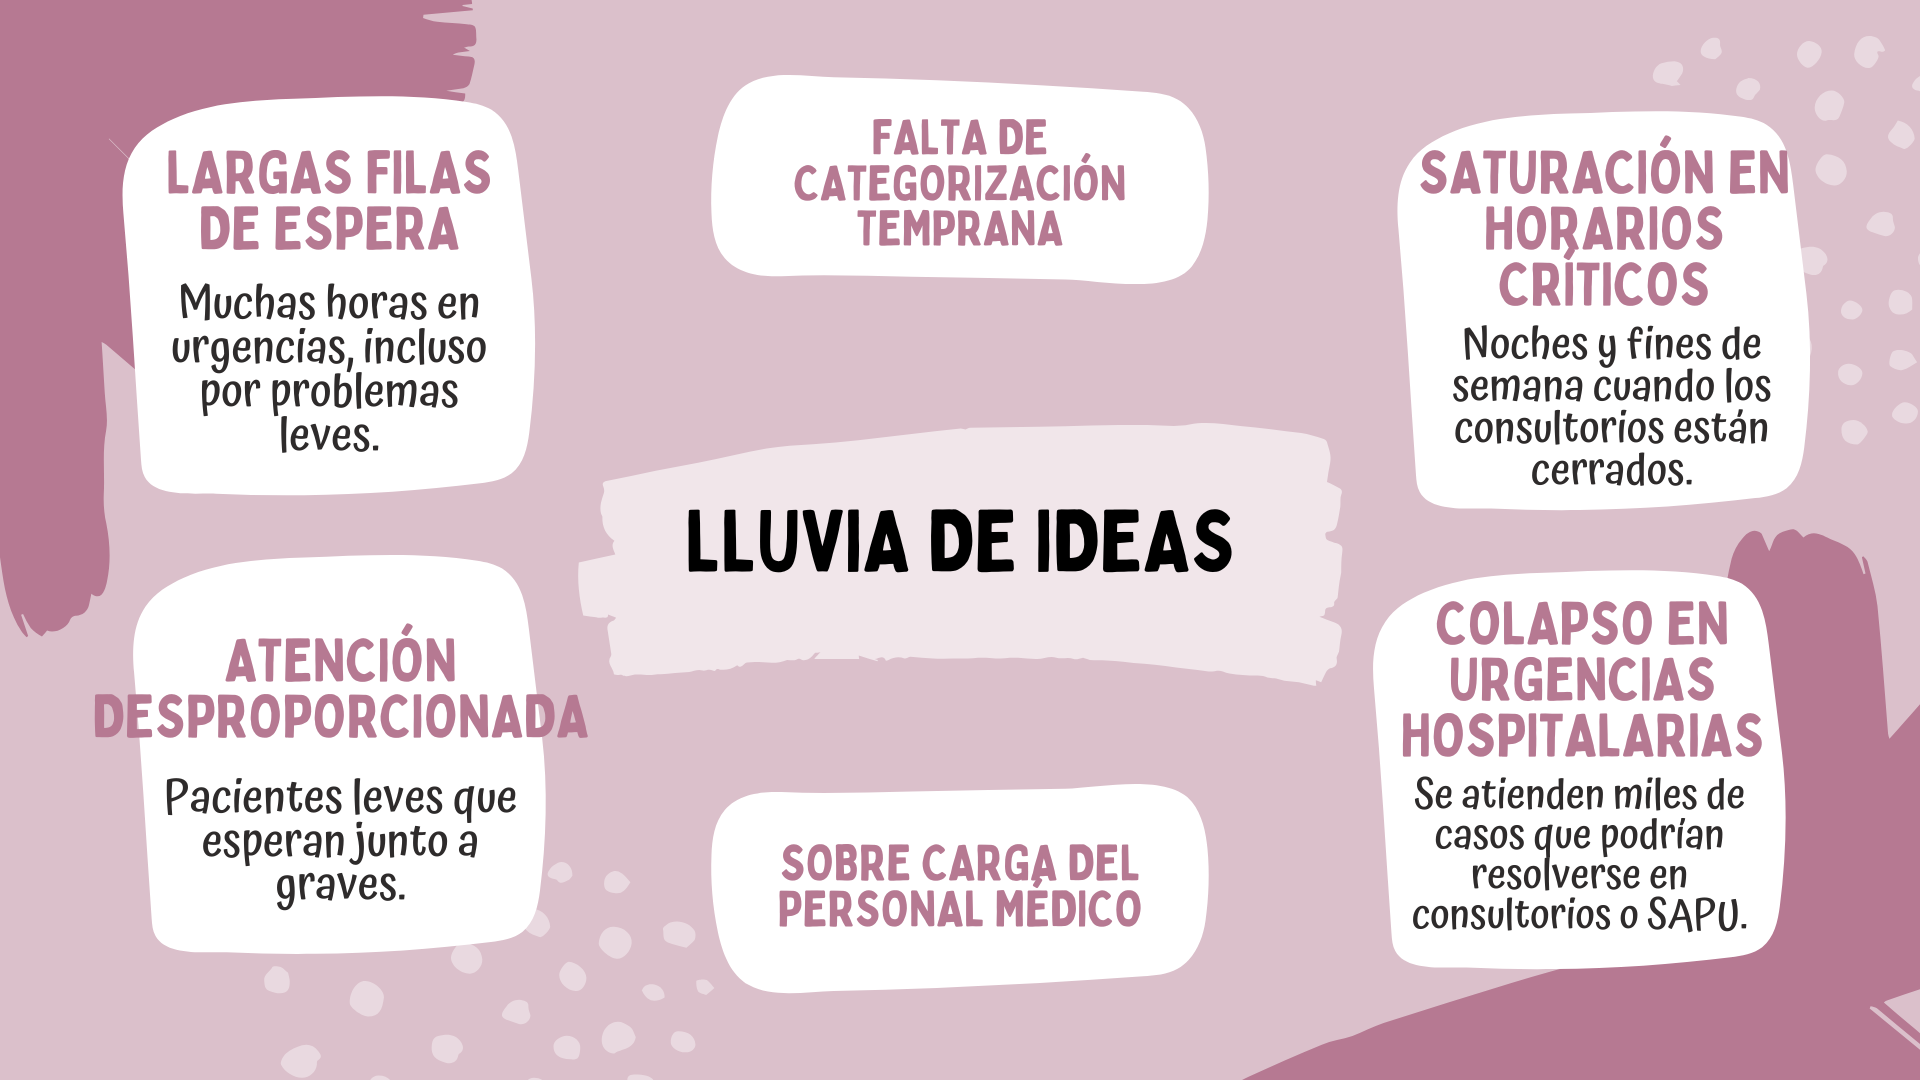 LARGAS FILAS
DE ESPERA
Muchas horas en
urgencias, incluso
por problemas
leves.
FALTA DE
CATEGORIZACIÓN
TEMPRANA
SATURACIÓN EN
HORARIOS
CRÍTICOS
Noches y fines de
semana cuando los
consultorios están
cerrados.
LLUVIA DE IDEAS
ATENCIÓN
DESPROPORCIONADA
Pacientes leves que
esperan junto a
graves.
SOBRE CARGA DEL
PERSONAL MÉDICO
COLAPSO EN
URGENCIAS
HOSPITALARIAS
Se atienden miles de
casos que podrían
resolverse en
consultorios o SAPU.